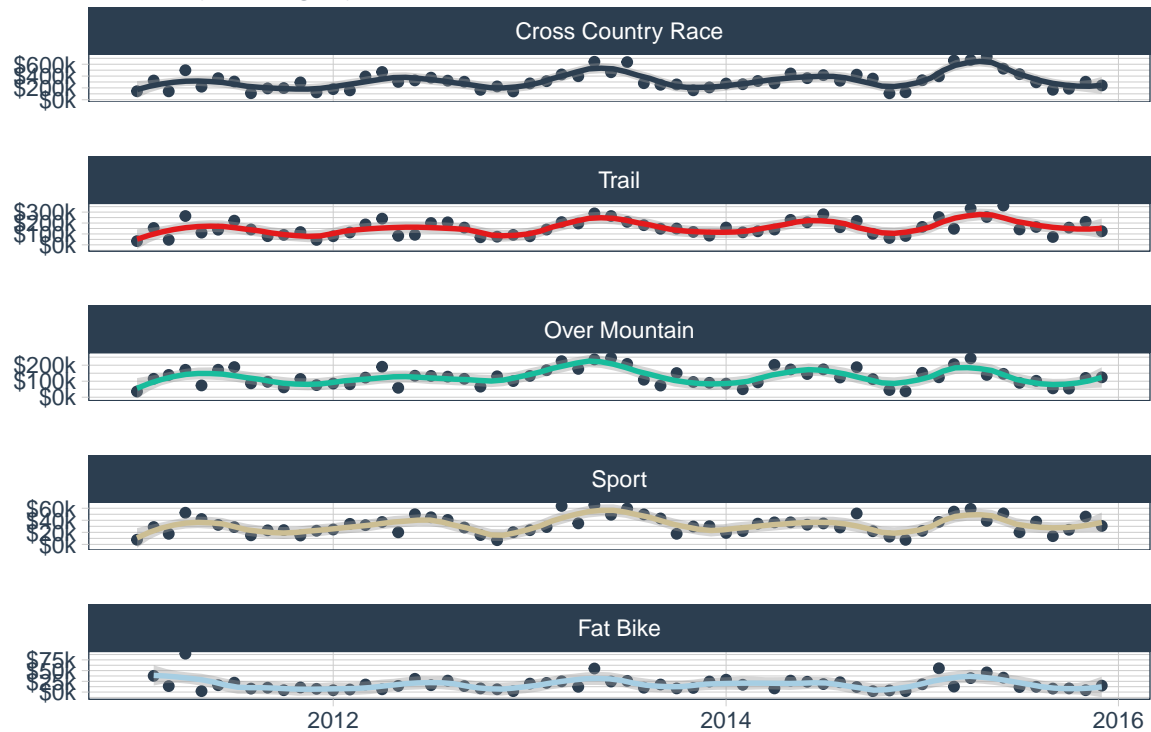 Cross Country Race
$600k
$400k
$200k
$0k
Trail
$300k
$200k
$100k
$0k
Over Mountain
$200k
$100k
$0k
Sport
$60k
$40k
$20k
$0k
Fat Bike
$75k
$50k
$25k
$0k
2012
2014
2016